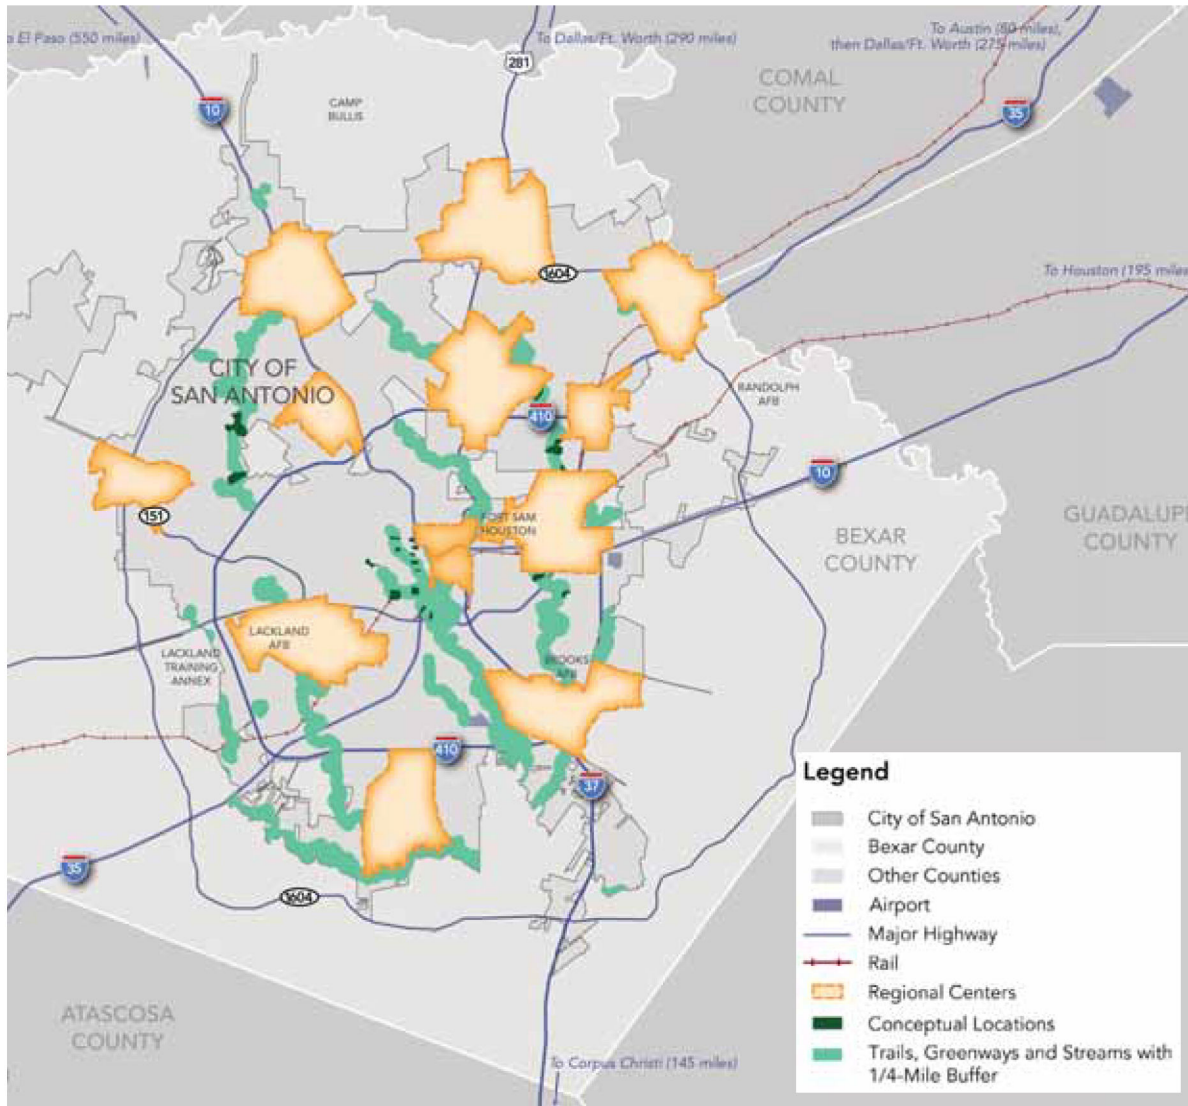 o El Paso (550 miles)
To Dallas/Ft. Worth (290 miles)
To Austin (80 miles),
then Dallas/Ft. Worth (275 miles)
281
COMAL
COUNTY
CAMP
BULLIS
10
35
1604
To Houston (195 miles
CITY OF
SAN ANTONIO
RANDOLPH
AFB
410
10
151
FORT SAM
HOUSTON
BEXAR
COUNTY
GUADALUPE
COUNTY
LACKLAND
AFB
LACKLAND
TRAINING
ANNEX
BROOKS
AFB
410
37
35
1604
ATASCOSA
COUNTY
To Corpus Christi (145 miles)
Legend
City of San Antonio
Bexar County
Other Counties
Airport
Major Highway
Rail
Regional Centers
Conceptual Locations
Trails, Greenways and Streams with
1/4-Mile Buffer